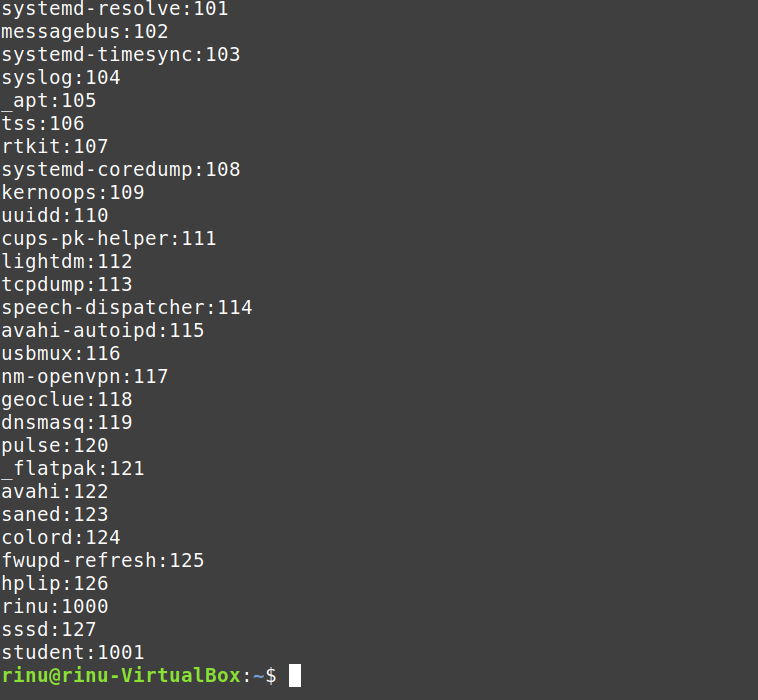 systemd-resolve:101
messagebus:102
systemd-timesync:103
syslog:104
_apt:105
tss:106
rtkit:107
systemd-coredump:108
kernoops:109
uuidd:110
cups-pk-helper:111
lightdm:112
tcpdump:113
speech-dispatcher:114
avahi-autoipd:115
usbmux:116
nm-openvpn:117
geoclue:118
dnsmasq:119
pulse:120
_flatpak:121
avahi:122
saned:123
colord:124
fwupd-refresh:125
hplip:126
rinu:1000
sssd:127
student:1001
rinu@rinu-VirtualBox:~$